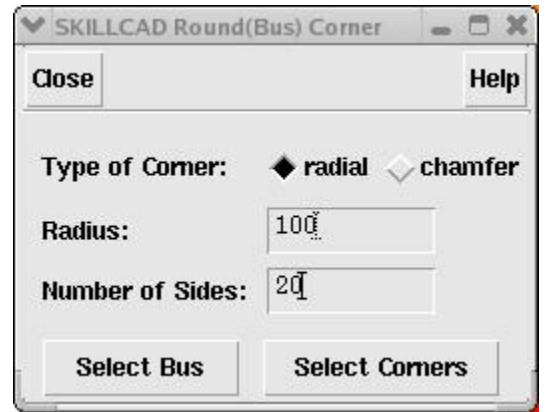 SKILLCAD Round(Bus) Corner
Close Help
Type of Corner: radial chamfer
Radius: 100
Number of Sides: 20
Select Bus Select Corners